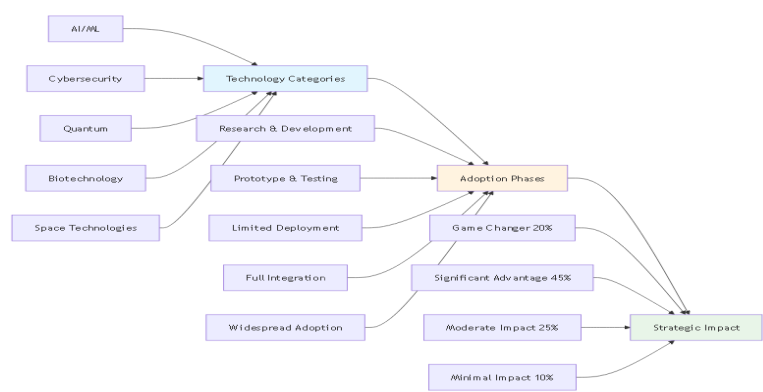 AI/ML
Cybersecurity
Technology Categories
Quantum
Research & Development
Biotechnology
Prototype & Testing
Adoption Phases
Space Technologies
Limited Deployment
Game Changer 20%
Full Integration
Significant Advantage 45%
Widespread Adoption
Moderate Impact 25%
Strategic Impact
Minimal Impact 10%